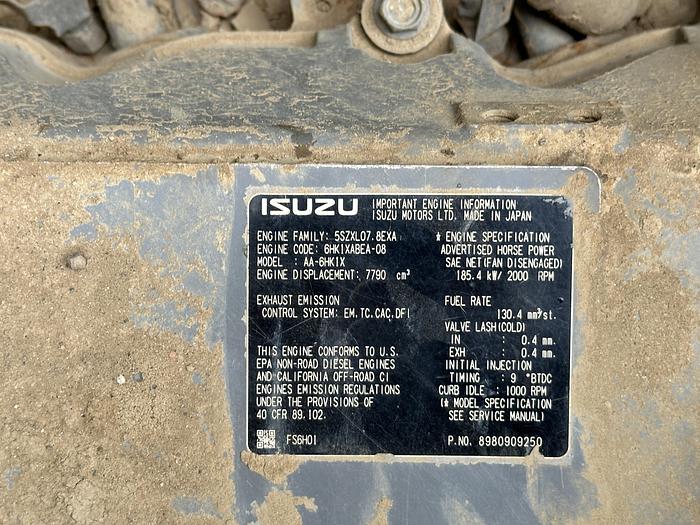 ISUZU IMPORTANT ENGINE INFORMATION
ISUZU MOTORS LTD. MADE IN JAPAN
ENGINE FAMILY: 5SZXL07.8EXA
ENGINE CODE: 6HK1XABEA-08
MODEL : AA-6HK1X
ENGINE DISPLACEMENT: 7790 cm³
EXHAUST EMISSION
CONTROL SYSTEM: EM,TC,CAC,DFI
THIS ENGINE CONFORMS TO U.S.
EPA NON-ROAD DIESEL ENGINES
AND CALIFORNIA OFF-ROAD CI
ENGINES EMISSION REGULATIONS
UNDER THE PROVISIONS OF
40 CFR 89,102.
FS6H01
* ENGINE SPECIFICATION
ADVERTISED HORSE POWER
SAE NET(FAN DISENGAGED)
185.4 kW/ 2000 RPM
FUEL RATE
130.4 mm³/st.
VALVE LASH(COLD)
IN : 0.4 mm.
EXH : 0.4 mm.
INITIAL INJECTION
TIMING : 9 °BTDC
CURB IDLE : 1000 RPM
(* MODEL SPECIFICATION
SEE SERVICE MANUAL)
P.NO. 8980909250